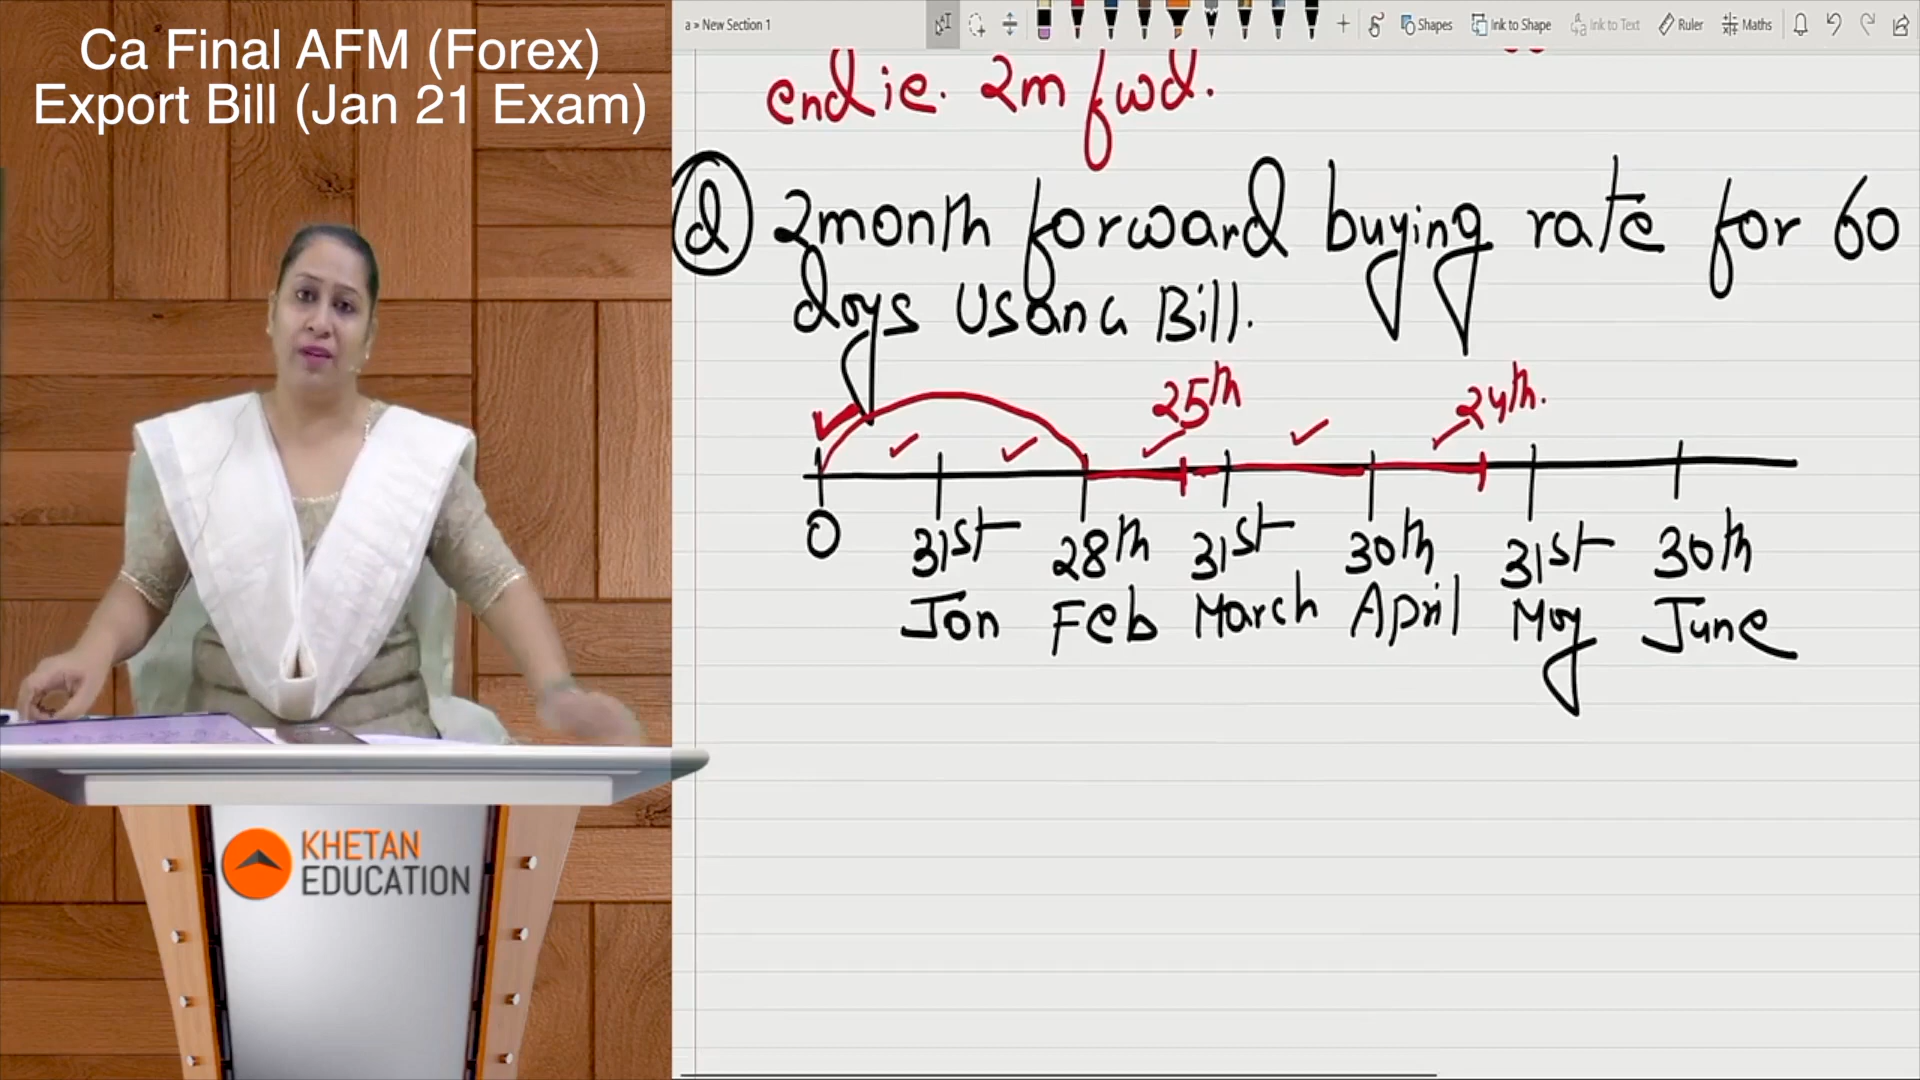 Ca Final AFM (Forex)
Export Bill (Jan 21 Exam)
a » New Section 1
Shapes
Ink to Shape
Ink to Text
Ruler
Maths
end ie. 2m fwd.
d 2month forward buying rate for 60
days Usance Bill.
25th
24th.
0
31st
Jan
28th
Feb
31st
March
30th
April
31st
May
30th
June
KHETAN
EDUCATION